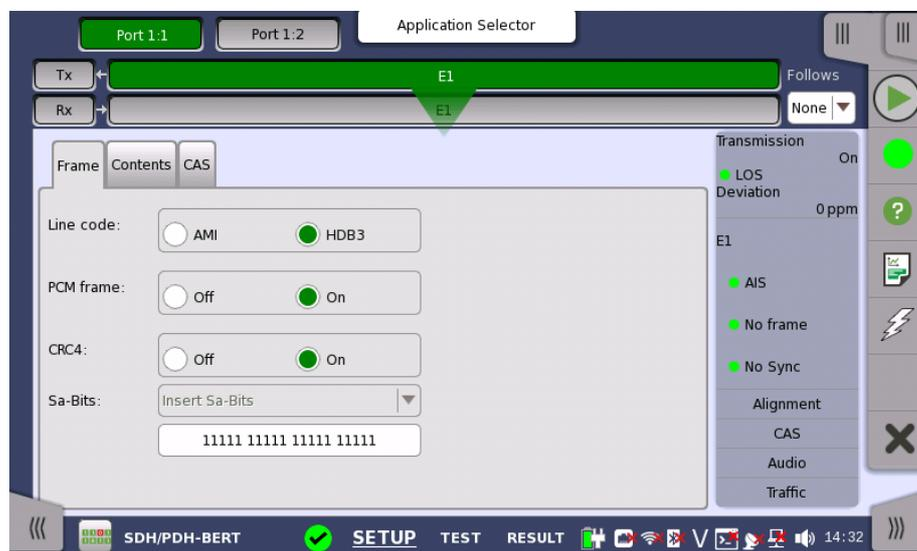 Application Selector
Port 1:1 Port 1:2
Tx E1 Follows
Rx E1 None
Frame Contents CAS
Line code: AMI HDB3
PCM frame: Off On
CRC4: Off On
Sa-Bits: Insert Sa-Bits
11111 11111 11111 11111
Transmission
On
LOS
Deviation
0 ppm
E1
AIS
No frame
No Sync
Alignment
CAS
Audio
Traffic
SDH/PDH-BERT SETUP TEST RESULT 14:32